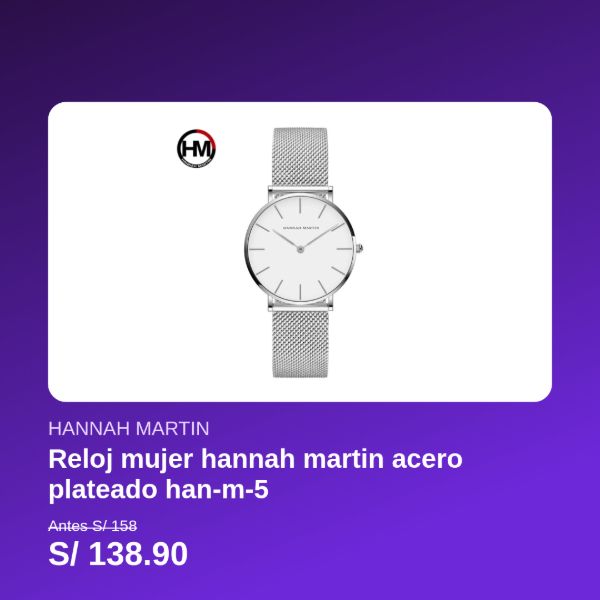 HM
HANNAH MARTIN
HANNAH MARTIN
Reloj mujer hannah martin acero
plateado han-m-5
Antes S/ 158
S/ 138.90